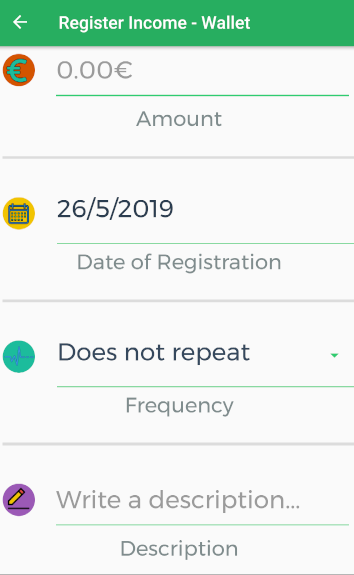 Register Income - Wallet
0.00€
Amount
26/5/2019
Date of Registration
Does not repeat
Frequency
Write a description...
Description